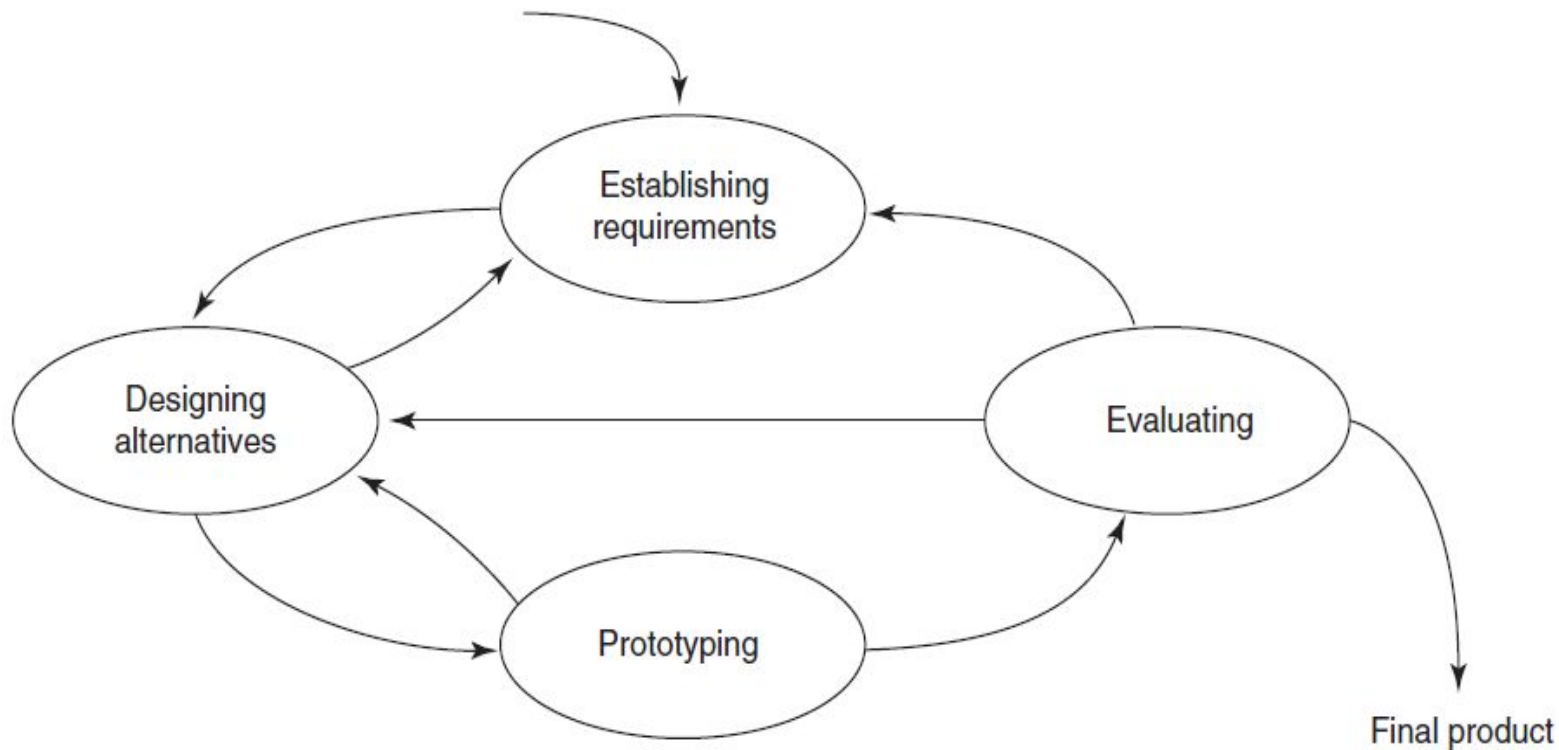 Establishing
requirements
Designing
alternatives
Evaluating
Prototyping
Final product